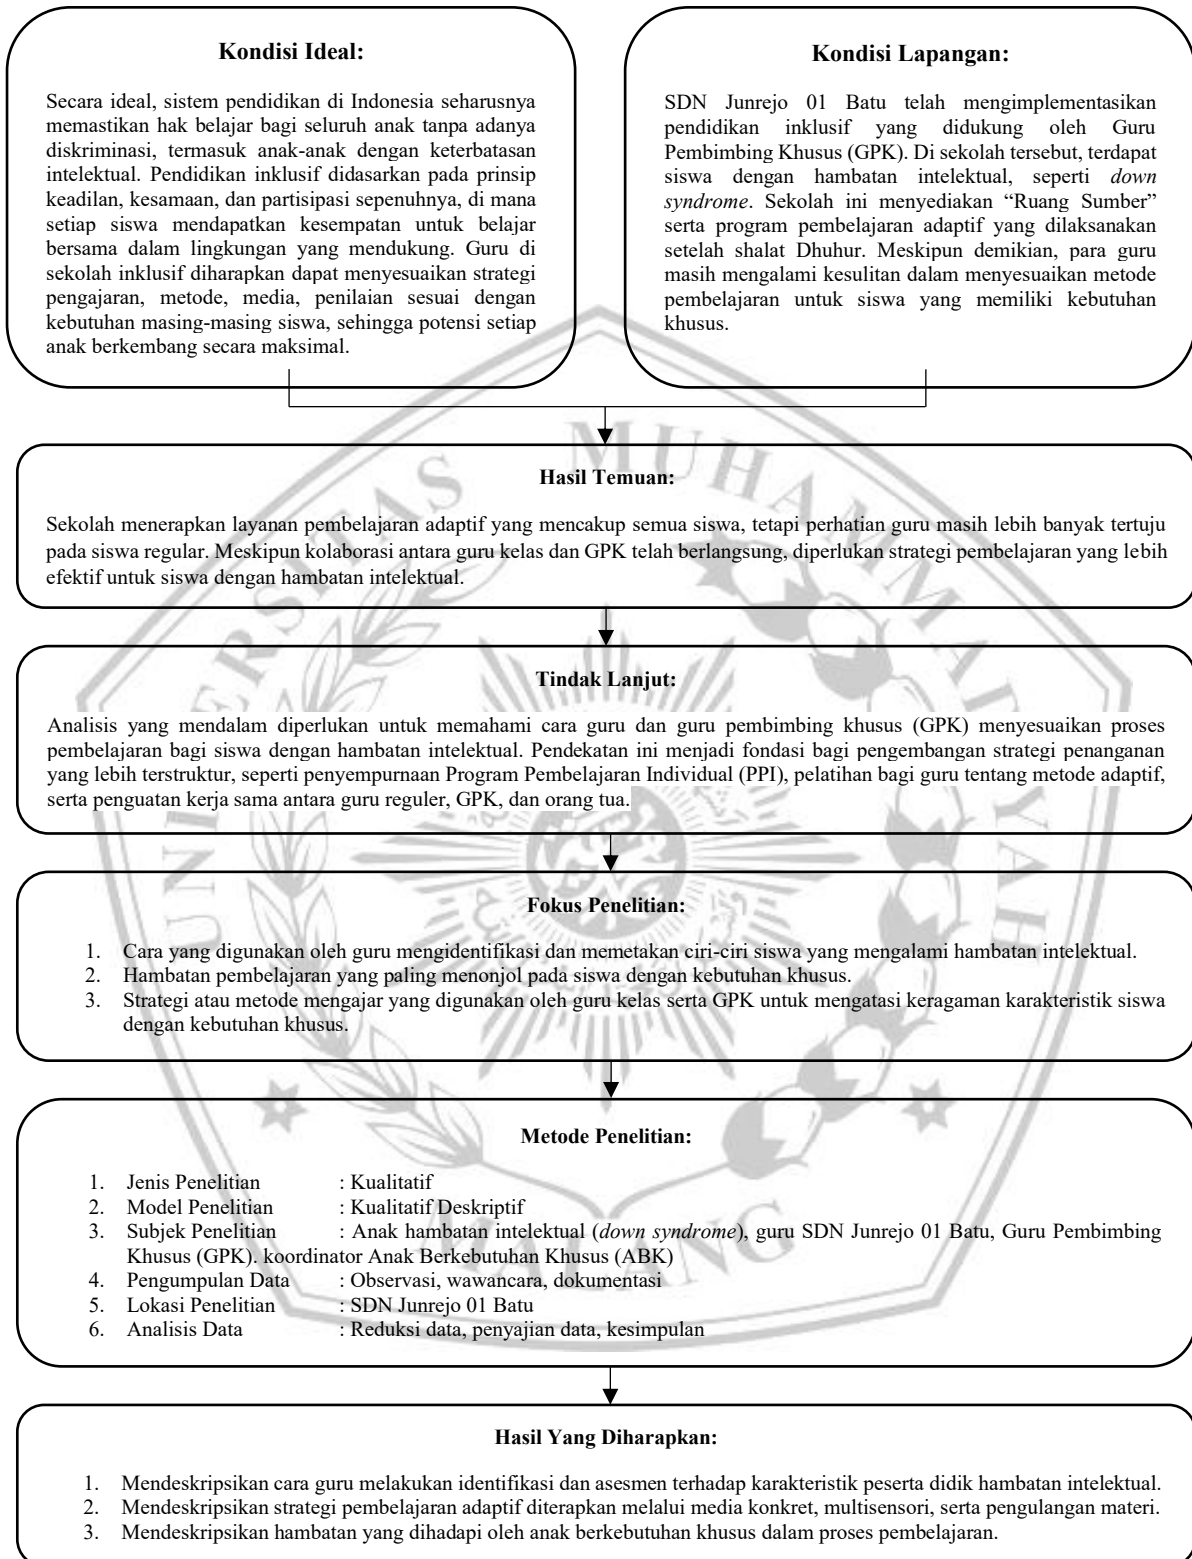 Kondisi Ideal:
Secara ideal, sistem pendidikan di Indonesia seharusnya
memastikan hak belajar bagi seluruh anak tanpa adanya
diskriminasi, termasuk anak-anak dengan keterbatasan
intelektual. Pendidikan inklusif didasarkan pada prinsip
keadilan, kesamaan, dan partisipasi sepenuhnya, di mana
setiap siswa mendapatkan kesempatan untuk belajar
bersama dalam lingkungan yang mendukung. Guru di
sekolah inklusif diharapkan dapat menyesuaikan strategi
pengajaran, metode, media, penilaian sesuai dengan
kebutuhan masing-masing siswa, sehingga potensi setiap
anak berkembang secara maksimal.
Kondisi Lapangan:
SDN Junrejo 01 Batu telah mengimplementasikan
pendidikan inklusif yang didukung oleh Guru
Pembimbing Khusus (GPK). Di sekolah tersebut, terdapat
siswa dengan hambatan intelektual, seperti down
syndrome. Sekolah ini menyediakan “Ruang Sumber”
serta program pembelajaran adaptif yang dilaksanakan
setelah shalat Dhuhur. Meskipun demikian, para guru
masih mengalami kesulitan dalam menyesuaikan metode
pembelajaran untuk siswa yang memiliki kebutuhan
khusus.
Hasil Temuan:
Sekolah menerapkan layanan pembelajaran adaptif yang mencakup semua siswa, tetapi perhatian guru masih lebih banyak tertuju
pada siswa regular. Meskipun kolaborasi antara guru kelas dan GPK telah berlangsung, diperlukan strategi pembelajaran yang lebih
efektif untuk siswa dengan hambatan intelektual.
Tindak Lanjut:
Analisis yang mendalam diperlukan untuk memahami cara guru dan guru pembimbing khusus (GPK) menyesuaikan proses
pembelajaran bagi siswa dengan hambatan intelektual. Pendekatan ini menjadi fondasi bagi pengembangan strategi penanganan
yang lebih terstruktur, seperti penyempurnaan Program Pembelajaran Individual (PPI), pelatihan bagi guru tentang metode adaptif,
serta penguatan kerja sama antara guru reguler, GPK, dan orang tua.
Fokus Penelitian:
1. Cara yang digunakan oleh guru mengidentifikasi dan memetakan ciri-ciri siswa yang mengalami hambatan intelektual.
2. Hambatan pembelajaran yang paling menonjol pada siswa dengan kebutuhan khusus.
3. Strategi atau metode mengajar yang digunakan oleh guru kelas serta GPK untuk mengatasi keragaman karakteristik siswa
dengan kebutuhan khusus.
Metode Penelitian:
1. Jenis Penelitian : Kualitatif
2. Model Penelitian : Kualitatif Deskriptif
3. Subjek Penelitian : Anak hambatan intelektual (down syndrome), guru SDN Junrejo 01 Batu, Guru Pembimbing
Khusus (GPK). koordinator Anak Berkebutuhan Khusus (ABK)
4. Pengumpulan Data : Observasi, wawancara, dokumentasi
5. Lokasi Penelitian : SDN Junrejo 01 Batu
6. Analisis Data : Reduksi data, penyajian data, kesimpulan
Hasil Yang Diharapkan:
1. Mendeskripsikan cara guru melakukan identifikasi dan asesmen terhadap karakteristik peserta didik hambatan intelektual.
2. Mendeskripsikan strategi pembelajaran adaptif diterapkan melalui media konkret, multisensori, serta pengulangan materi.
3. Mendeskripsikan hambatan yang dihadapi oleh anak berkebutuhan khusus dalam proses pembelajaran.
UNIVERSITAS MUHAMMADIYAH
MALANG